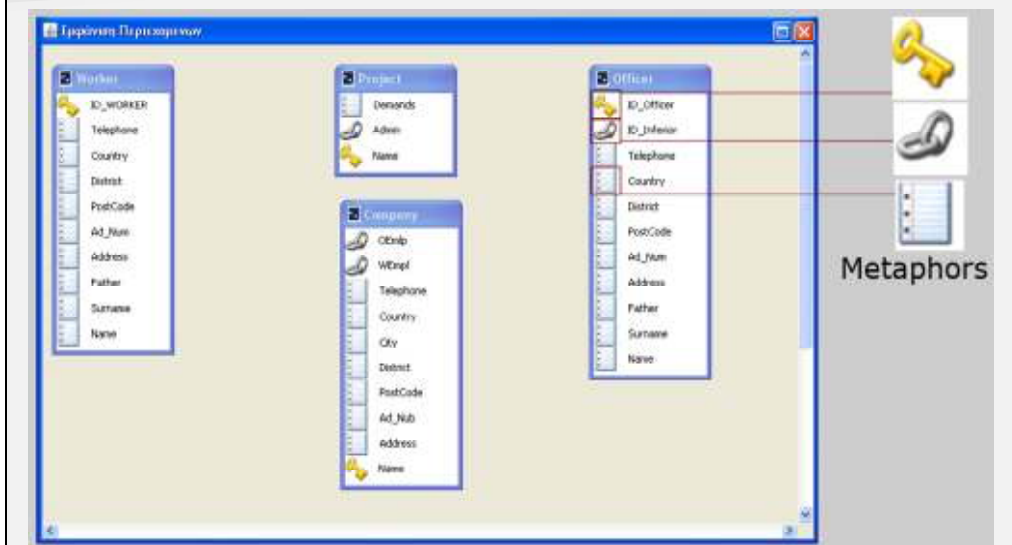 Εμφάνιση Περιεχομενων
Worker
ID_WORKER
Telephone
Country
District
PostCode
Ad_Num
Address
Father
Surname
Name
Project
Demands
Admin
Name
Company
OEmlp
WEmpl
Telephone
Country
City
District
PostCode
Ad_Nub
Address
Name
Officer
ID_Officer
ID_Inferior
Telephone
Country
District
PostCode
Ad_Num
Address
Father
Surname
Name
Metaphors